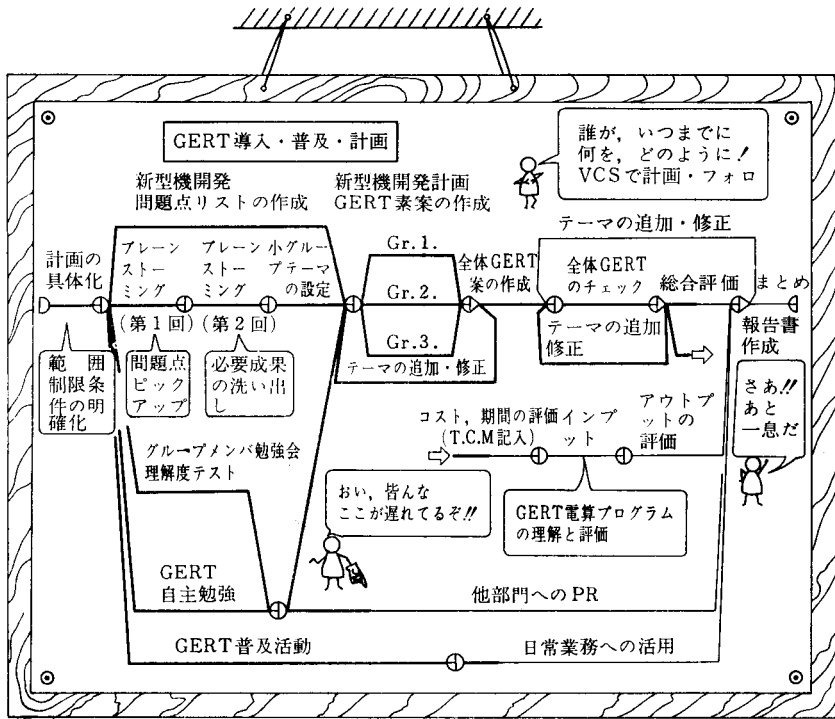 GERT導入・普及・計画
誰が，いつまでに
何を，どのように！
VCSで計画・フォロ
新型機開発
問題点リストの作成
新型機開発計画
GERT素案の作成
テーマの追加・修正
計画の
具体化
ブレーン
ストー
ミング
(第1回)
ブレーン
ストー
ミング
(第2回)
小グルー
プテーマ
の設定
Gr.1.
Gr.2.
Gr.3.
テーマの追加・修正
全体GERT
案の作成
全体GERT
のチェック
テーマの追加
修正
総合評価
まとめ
報告書
作成
範囲
制限条
件の明
確化
問題点
ピック
アップ
必要成果
の洗い出
し
さあ!!
あと
一息だ
コスト，期間の評価
(T.C.M記入)
インプ
ット
アウトプ
ットの
評価
グループメンバ勉強会
理解度テスト
おい，皆んな
ここが遅れてるぞ!!
GERT電算プログラム
の理解と評価
GERT
自主勉強
他部門へのPR
GERT普及活動
日常業務への活用